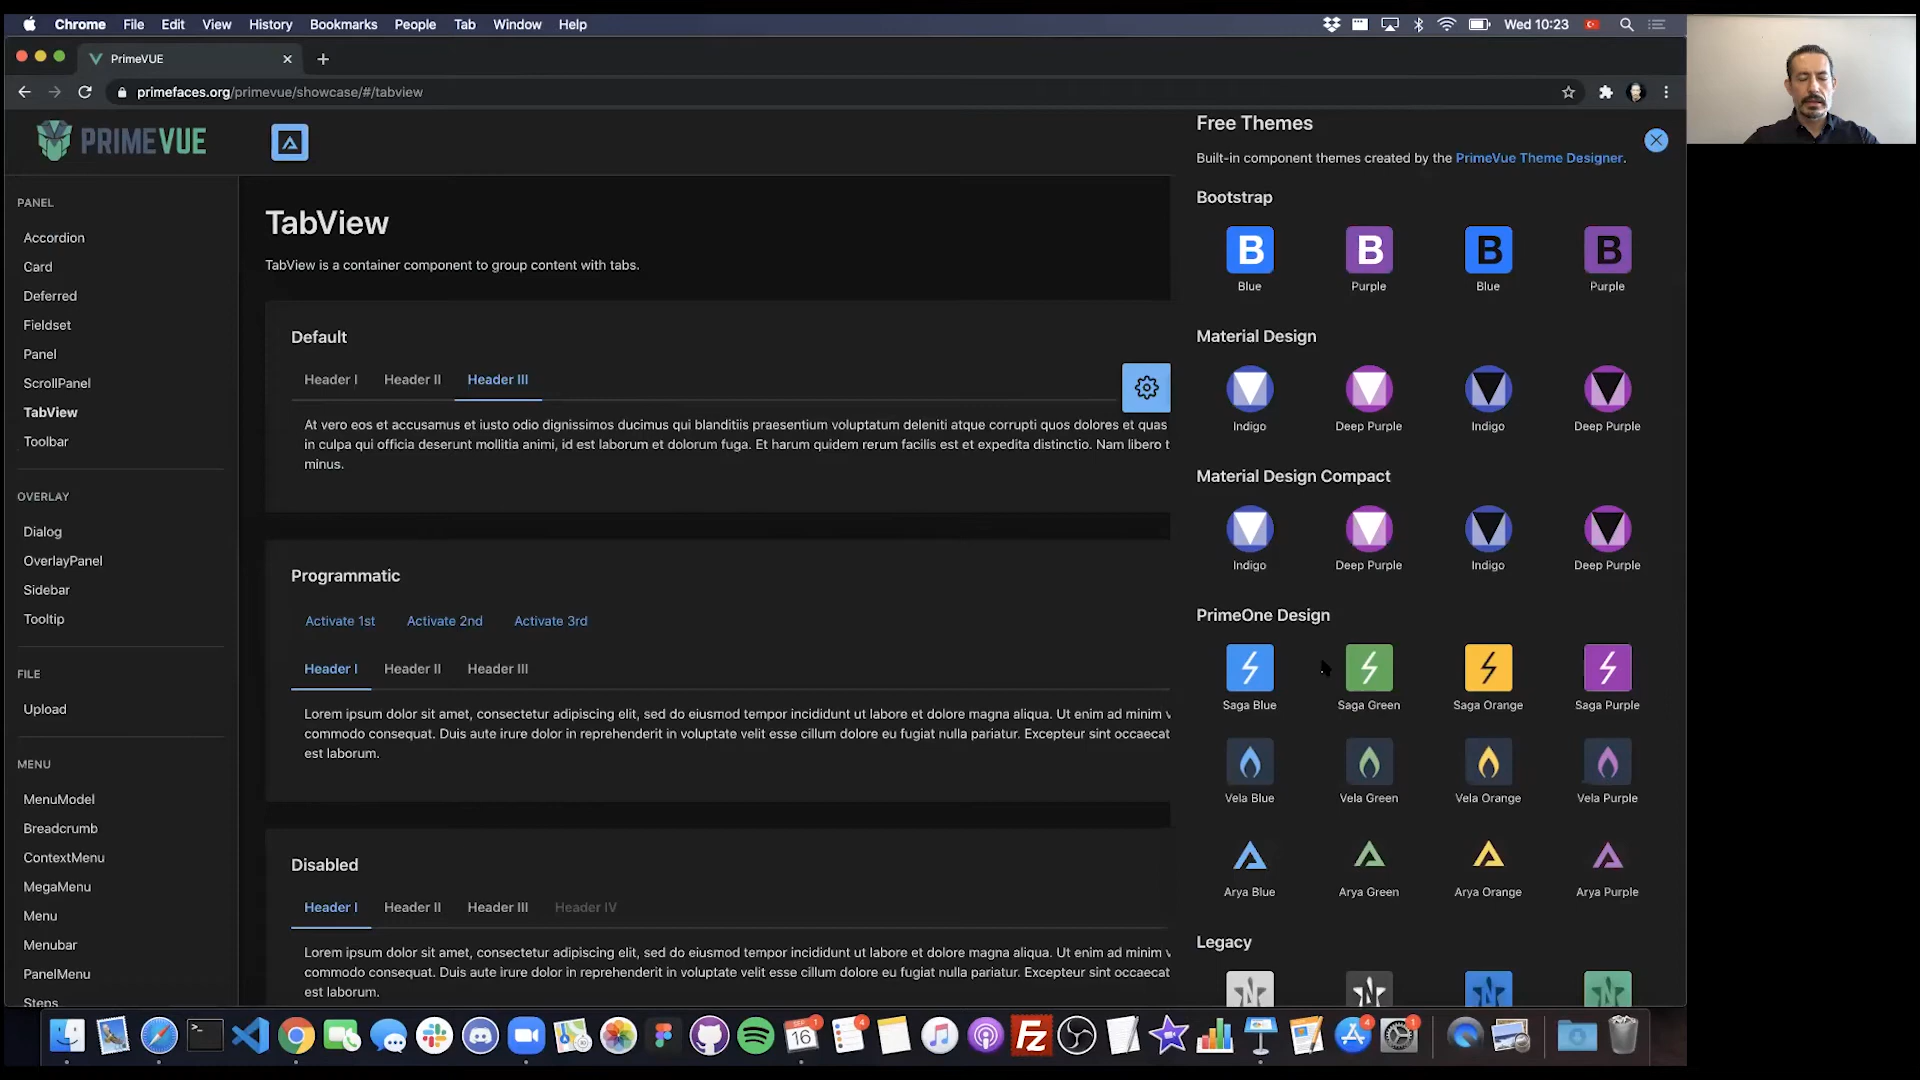 Chrome File Edit View History Bookmarks People Tab Window Help
Wed 10:23
PrimeVUE
primefaces.org/primevue/showcase/#/tabview
PRIMEVUE
PANEL
Accordion
Card
Deferred
Fieldset
Panel
ScrollPanel
TabView
Toolbar
OVERLAY
Dialog
OverlayPanel
Sidebar
Tooltip
FILE
Upload
MENU
MenuModel
Breadcrumb
ContextMenu
MegaMenu
Menu
Menubar
PanelMenu
Steps
TabView
TabView is a container component to group content with tabs.
Default
Header I Header II Header III
At vero eos et accusamus et iusto odio dignissimos ducimus qui blanditiis praesentium voluptatum deleniti atque corrupti quos dolores et quas
in culpa qui officia deserunt mollitia animi, id est laborum et dolorum fuga. Et harum quidem rerum facilis est et expedita distinctio. Nam libero t
minus.
Programmatic
Activate 1st Activate 2nd Activate 3rd
Header I Header II Header III
Lorem ipsum dolor sit amet, consectetur adipiscing elit, sed do eiusmod tempor incididunt ut labore et dolore magna aliqua. Ut enim ad minim v
commodo consequat. Duis aute irure dolor in reprehenderit in voluptate velit esse cillum dolore eu fugiat nulla pariatur. Excepteur sint occaecat
est laborum.
Disabled
Header I Header II Header III Header IV
Lorem ipsum dolor sit amet, consectetur adipiscing elit, sed do eiusmod tempor incididunt ut labore et dolore magna aliqua. Ut enim ad minim v
commodo consequat. Duis aute irure dolor in reprehenderit in voluptate velit esse cillum dolore eu fugiat nulla pariatur. Excepteur sint occaecat
est laborum.
Free Themes
Built-in component themes created by the PrimeVue Theme Designer.
Bootstrap
B B B B
Blue Purple Blue Purple
Material Design
Indigo Deep Purple Indigo Deep Purple
Material Design Compact
Indigo Deep Purple Indigo Deep Purple
PrimeOne Design
Saga Blue Saga Green Saga Orange Saga Purple
Vela Blue Vela Green Vela Orange Vela Purple
Arya Blue Arya Green Arya Orange Arya Purple
Legacy
N N N N
SEP 16 1 4 FZ 4 1